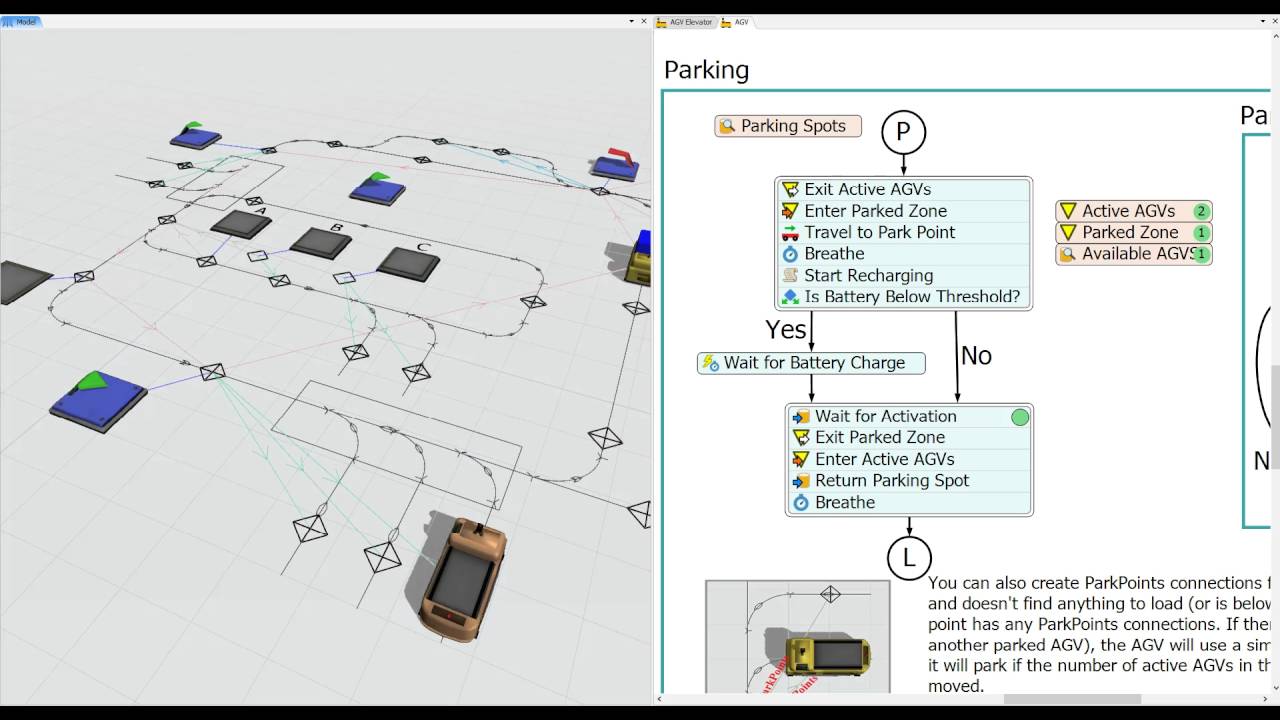 Model
AGV Elevator
AGV
Parking
Parking Spots
P
Pa
Exit Active AGVs
Enter Parked Zone
Travel to Park Point
Breathe
Start Recharging
Is Battery Below Threshold?
Active AGVs 2
Parked Zone 1
Available AGVS 1
Yes
No
Wait for Battery Charge
Wait for Activation
Exit Parked Zone
Enter Active AGVs
Return Parking Spot
Breathe
N
L
You can also create ParkPoints connections f
and doesn't find anything to load (or is below
point has any ParkPoints connections. If ther
another parked AGV), the AGV will use a sim
it will park if the number of active AGVs in th
moved.
A
B
C